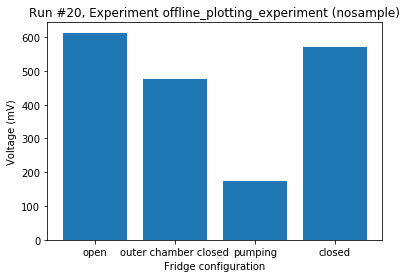 Run #20, Experiment offline_plotting_experiment (nosample)
Voltage (mV)
600
500
400
300
200
100
0
open outer chamber closed pumping closed
Fridge configuration